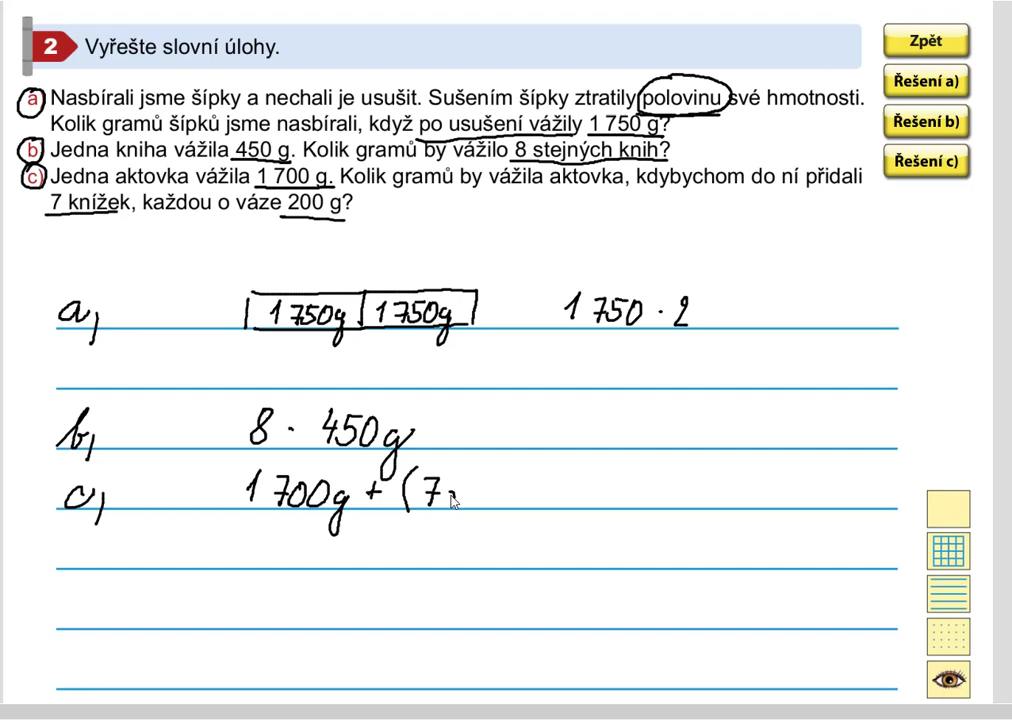 2 Vyřešte slovní úlohy.
Zpět
Řešení a)
Řešení b)
Řešení c)
a) Nasbírali jsme šípky a nechali je usušit. Sušením šípky ztratily polovinu své hmotnosti.
Kolik gramů šípků jsme nasbírali, když po usušení vážily 1 750 g?
b) Jedna kniha vážila 450 g. Kolik gramů by vážilo 8 stejných knih?
c) Jedna aktovka vážila 1 700 g. Kolik gramů by vážila aktovka, kdybychom do ní přidali
7 knížek, každou o váze 200 g?
a) 1 750g 1 750g 1 750 · 2
b) 8 · 450g
c) 1 700g + (7 ·